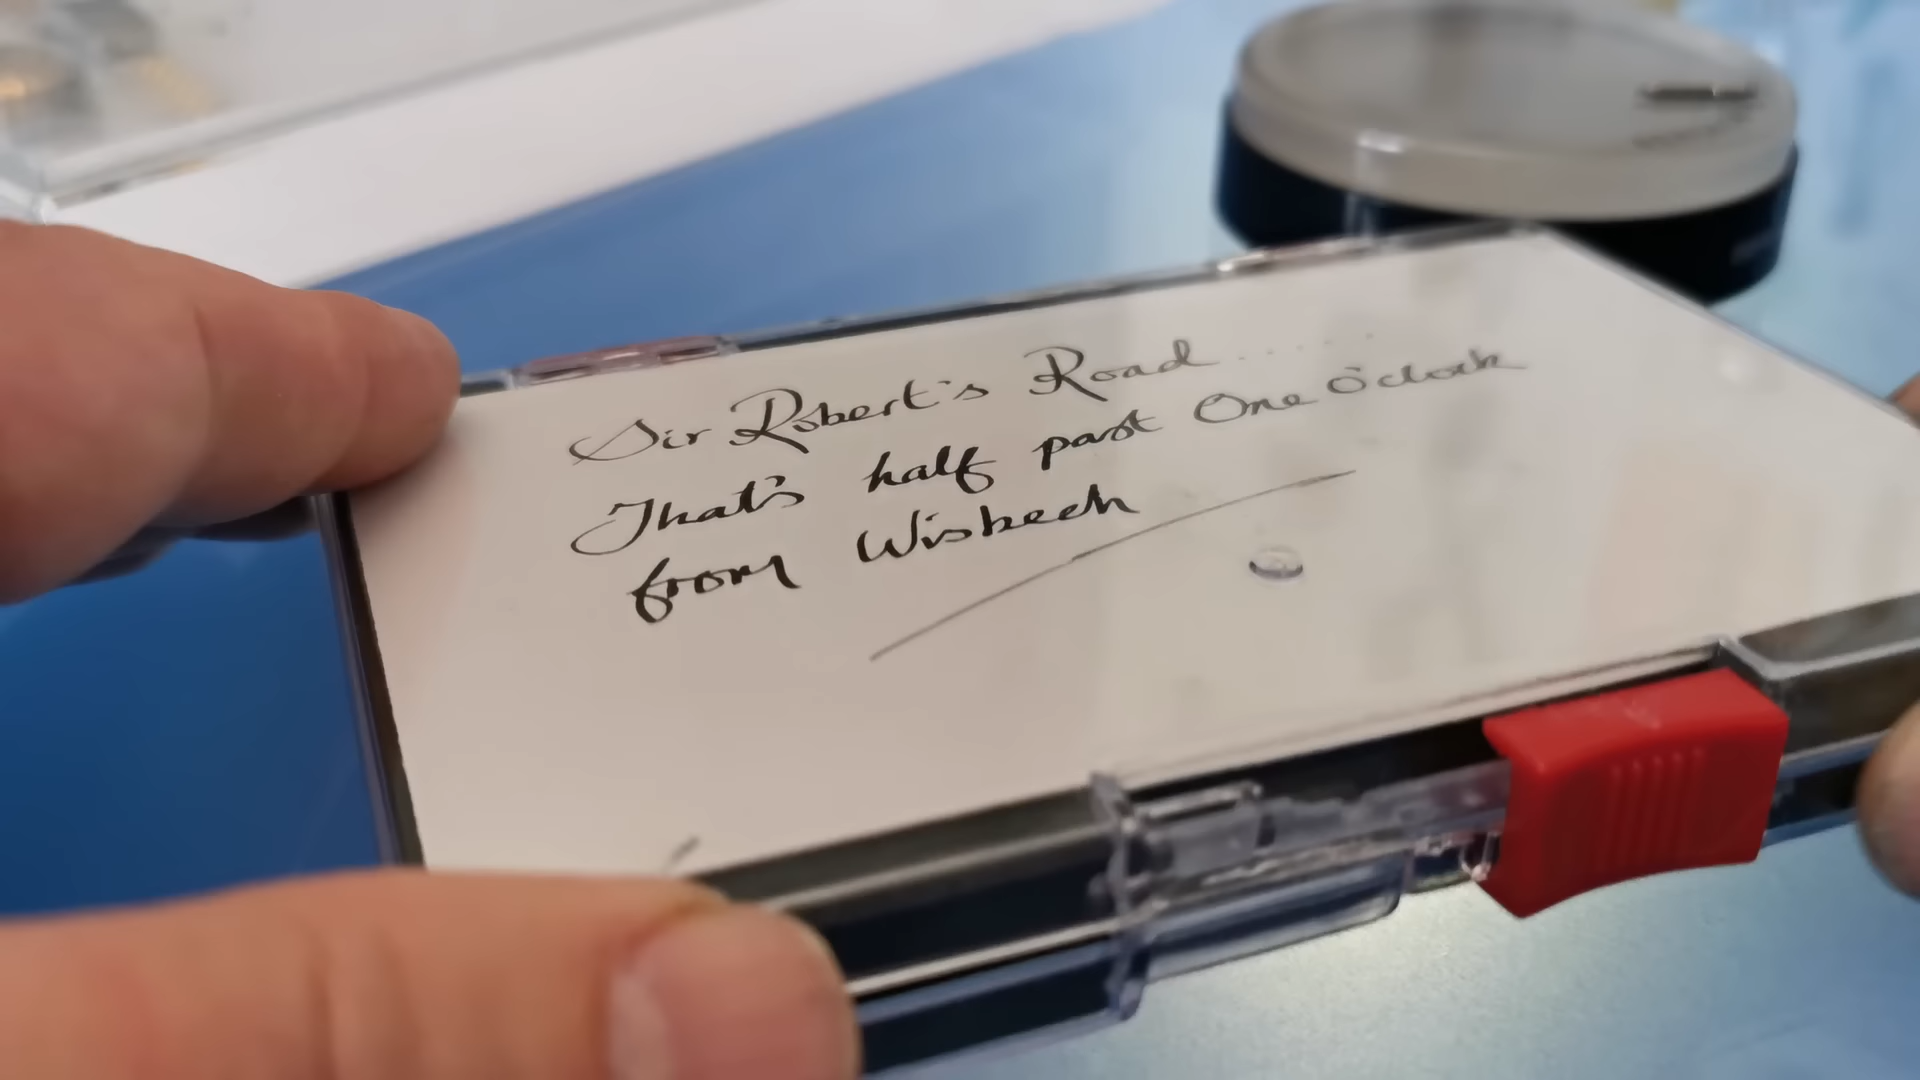 Sir Robert's Road......
That's half past One O'clock
from Wisbech